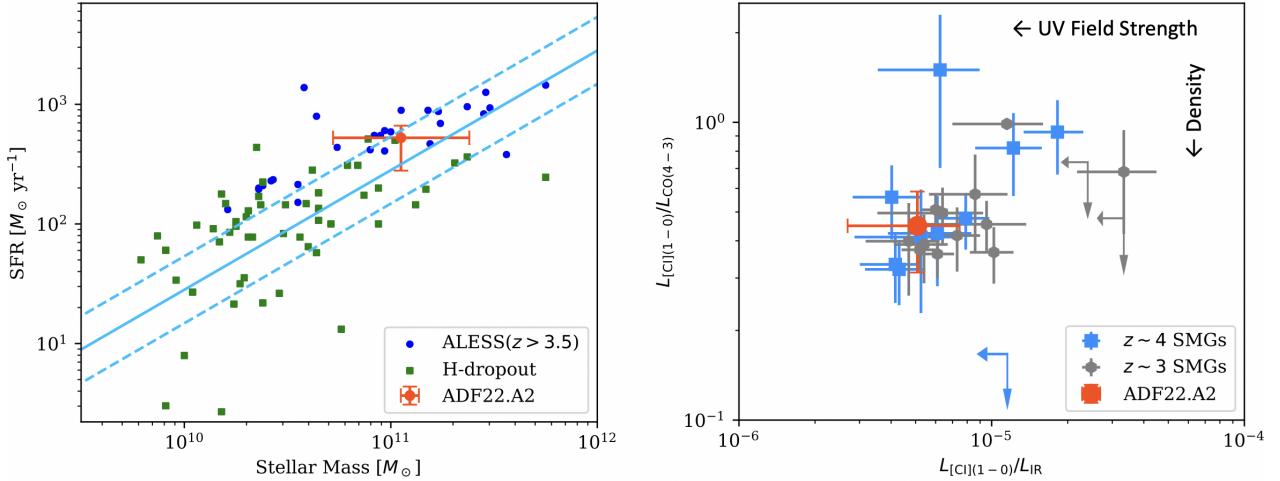 SFR [M⊙ yr⁻¹]
10³
10²
10¹
10¹⁰
10¹¹
10¹²
Stellar Mass [M⊙]
ALESS(z > 3.5)
H-dropout
ADF22.A2
L[CI](1−0)/LCO(4−3)
10⁰
10⁻¹
10⁻⁶
10⁻⁵
10⁻⁴
L[CI](1−0)/LIR
← UV Field Strength
← Density
z ~ 4 SMGs
z ~ 3 SMGs
ADF22.A2